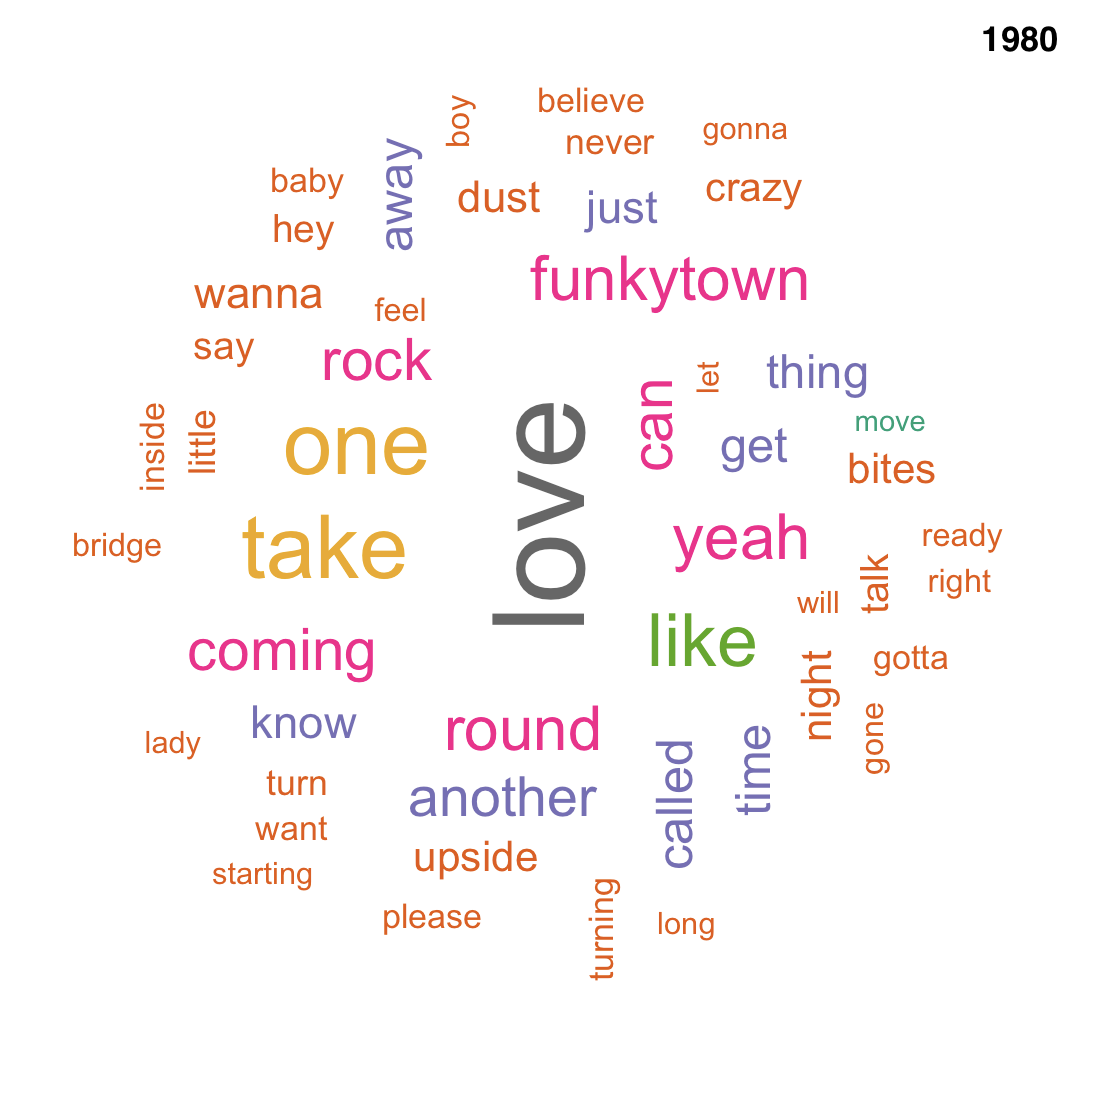 1980
believe
boy
never
gonna
baby
away
dust
just
crazy
hey
funkytown
wanna
feel
say
rock
can
let
thing
love
one
get
move
inside
little
bites
take
yeah
bridge
ready
talk
right
will
coming
like
night
gotta
know
round
gone
lady
called
time
turn
another
want
upside
starting
please
turning
long